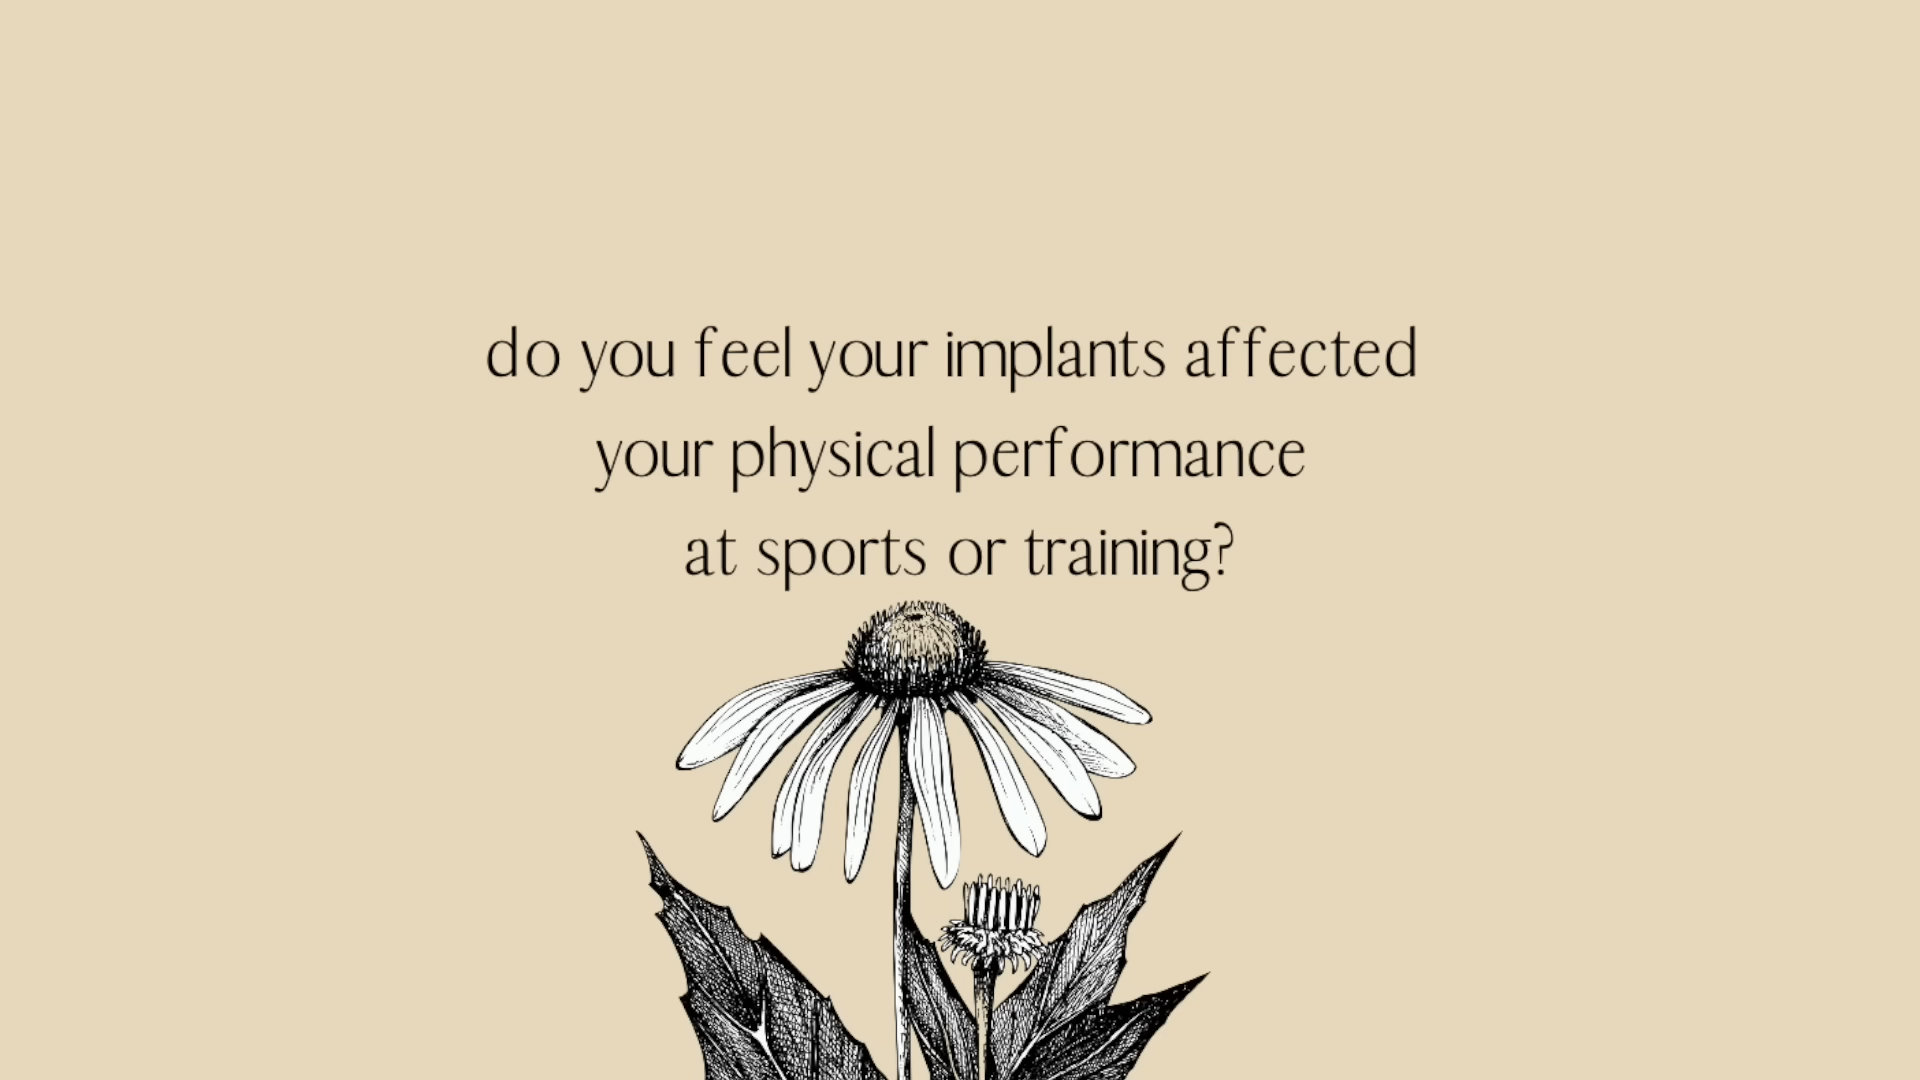 do you feel your implants affected
your physical performance
at sports or training?